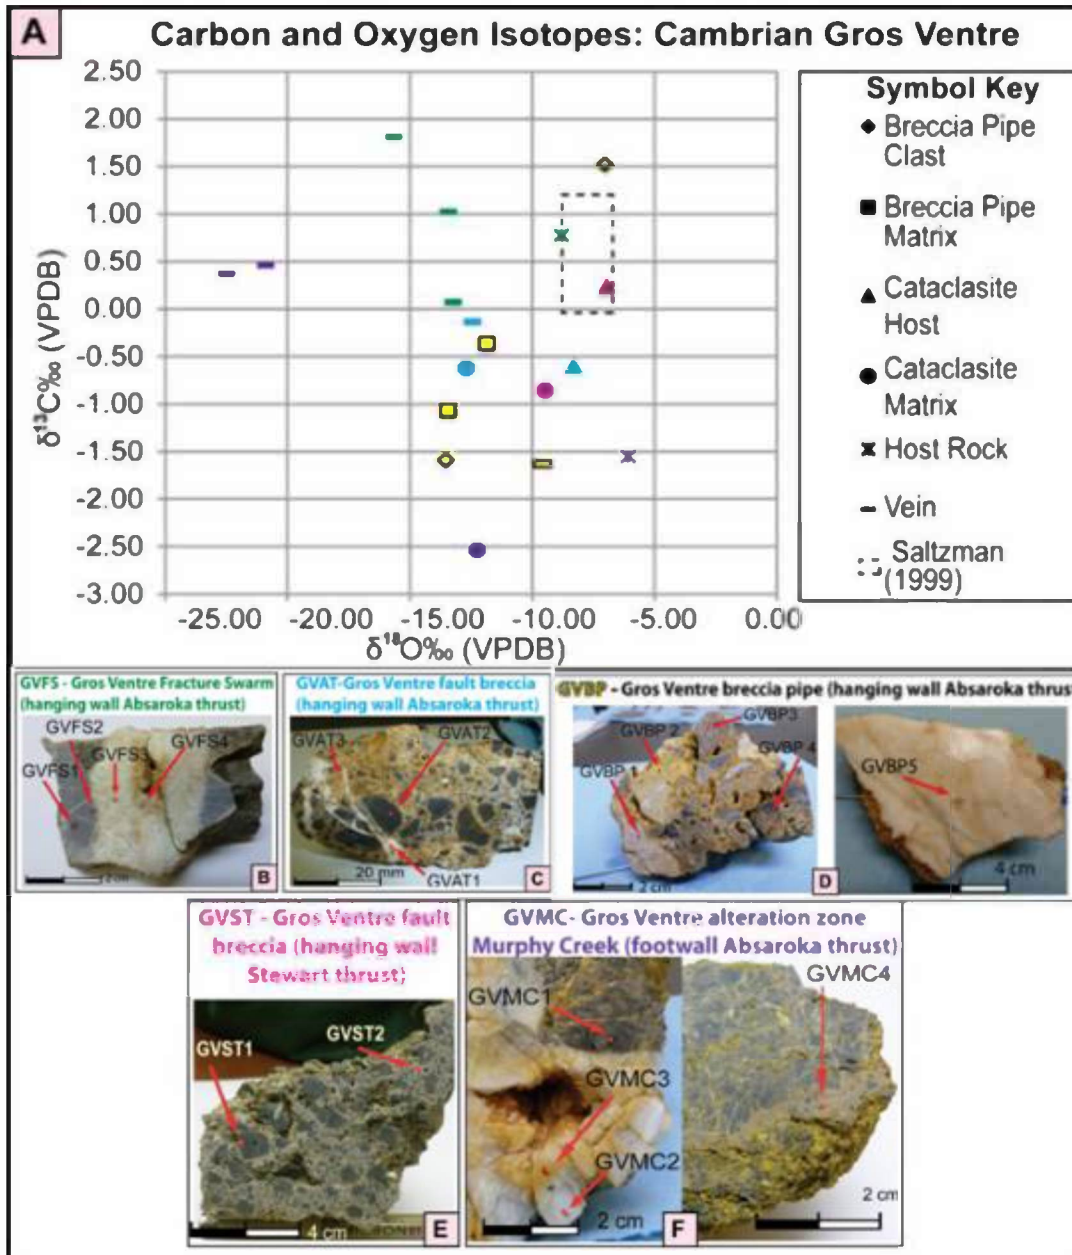 A
Carbon and Oxygen Isotopes: Cambrian Gros Ventre
2.50
2.00
1.50
1.00
0.50
0.00
-0.50
-1.00
-1.50
-2.00
-2.50
-3.00
δ¹³C‰ (VPDB)
-25.00 -20.00 -15.00 -10.00 -5.00 0.00
δ¹⁸O‰ (VPDB)
Symbol Key
Breccia Pipe
Clast
Breccia Pipe
Matrix
Cataclasite
Host
Cataclasite
Matrix
Host Rock
Vein
Saltzman
(1999)
GVFS - Gros Ventre Fracture Swarm
(hanging wall Absaroka thrust)
GVFS2
GVFS3
GVFS4
GVFS1
B
GVAT-Gros Ventre fault breccia
(hanging wall Absaroka thrust)
GVAT3
GVAT2
20 mm
GVAT1
C
GVBP - Gros Ventre breccia pipe (hanging wall Absaroka thrust
GVBP3
GVBP 2
GVBP 4
GVBP 1
2 cm
D
GVBP5
4 cm
GVST - Gros Ventre fault
breccia (hanging wall
Stewart thrust)
GVST2
GVST1
4 cm
E
GVMC- Gros Ventre alteration zone
Murphy Creek (footwall Absaroka thrust)
GVMC4
GVMC1
GVMC3
GVMC2
2 cm
F
2 cm